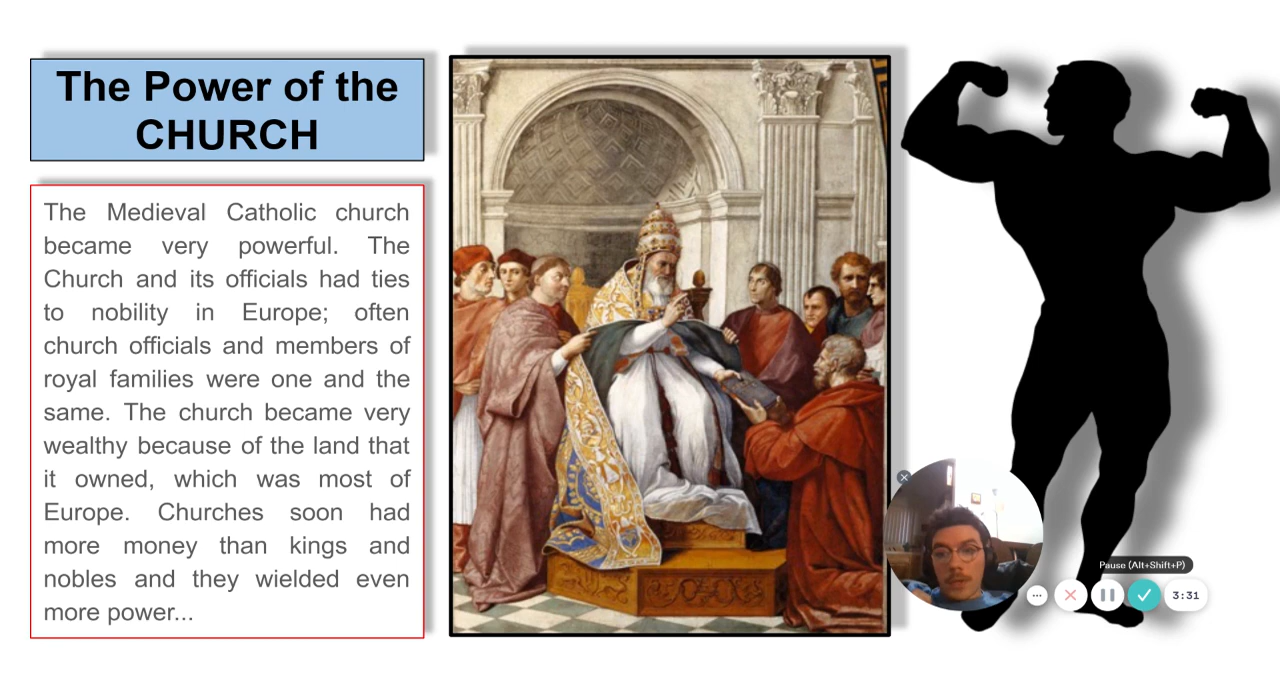 The Power of the
CHURCH
The Medieval Catholic church
became very powerful. The
Church and its officials had ties
to nobility in Europe; often
church officials and members of
royal families were one and the
same. The church became very
wealthy because of the land that
it owned, which was most of
Europe. Churches soon had
more money than kings and
nobles and they wielded even
more power...
Pause (Alt+Shift+P)
3:31